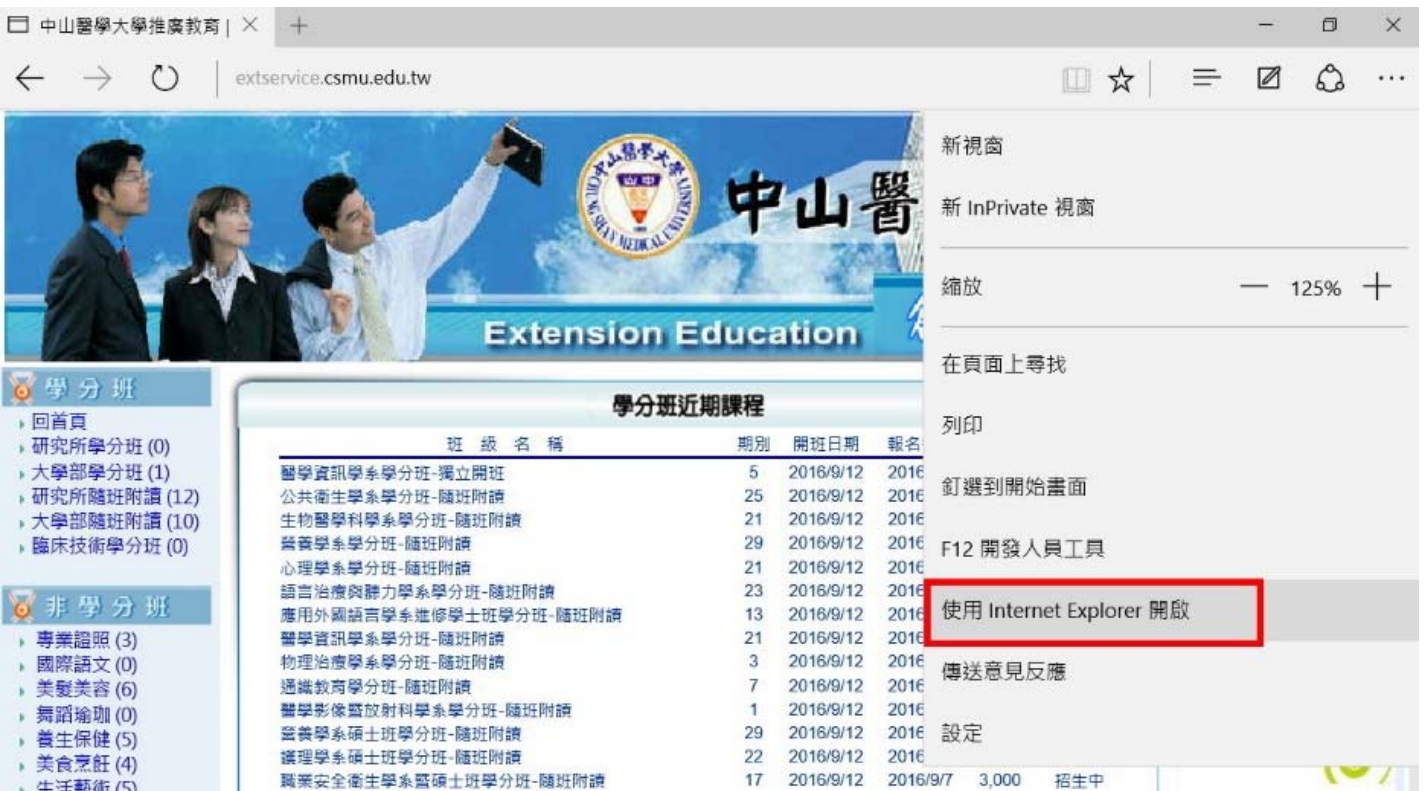 中山醫學大學推廣教育 |
extservice.csmu.edu.tw
中山醫
Extension Education
新視窗
新 InPrivate 視窗
縮放 125%
在頁面上尋找
列印
釘選到開始畫面
F12 開發人員工具
使用 Internet Explorer 開啟
傳送意見反應
設定
學分班
回首頁
研究所學分班 (0)
大學部學分班 (1)
研究所隨班附讀 (12)
大學部隨班附讀 (10)
臨床技術學分班 (0)
非學分班
專業證照 (3)
國際語文 (0)
美髮美容 (6)
舞蹈瑜珈 (0)
養生保健 (5)
美食烹飪 (4)
生活藝術 (5)
學分班近期課程
班 級 名 稱 期別 開班日期 報名
醫學資訊學系學分班-獨立開班 5 2016/9/12 2016
公共衛生學系學分班-隨班附讀 25 2016/9/12 2016
生物醫學科學系學分班-隨班附讀 21 2016/9/12 2016
營養學系學分班-隨班附讀 29 2016/9/12 2016
心理學系學分班-隨班附讀 21 2016/9/12 2016
語言治療與聽力學系學分班-隨班附讀 23 2016/9/12 2016
應用外國語言學系進修學士班學分班-隨班附讀 13 2016/9/12 2016
醫學資訊學系學分班-隨班附讀 21 2016/9/12 2016
物理治療學系學分班-隨班附讀 3 2016/9/12 2016
通識教育學分班-隨班附讀 7 2016/9/12 2016
醫學影像暨放射科學系學分班-隨班附讀 1 2016/9/12 2016
營養學系碩士班學分班-隨班附讀 29 2016/9/12 2016
護理學系碩士班學分班-隨班附讀 22 2016/9/12 2016
職業安全衛生學系暨碩士班學分班-隨班附讀 17 2016/9/12 2016/9/7 3,000 招生中